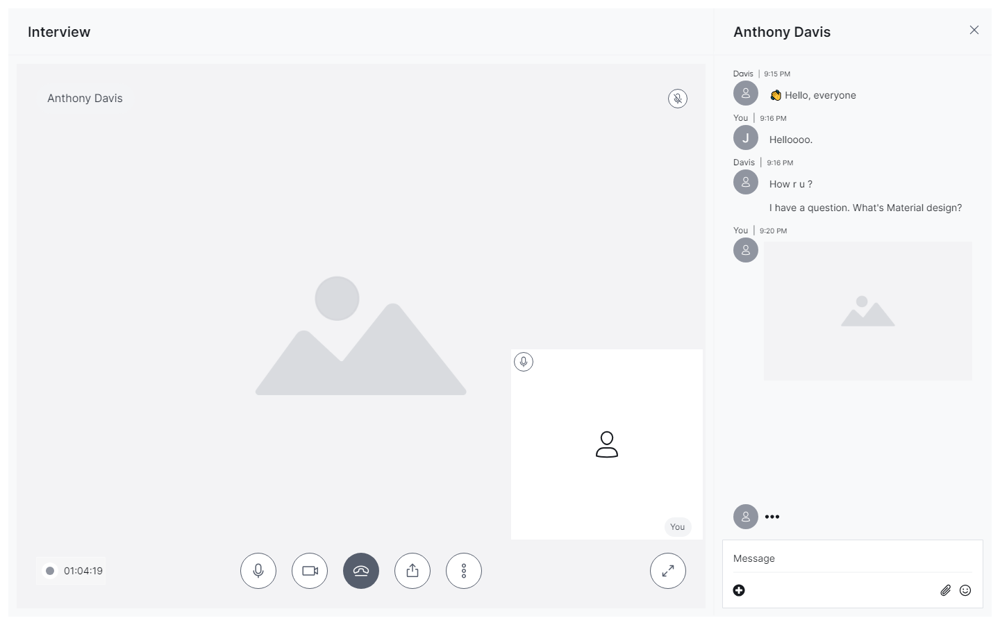 Interview
Anthony Davis
Anthony Davis
Davis | 9:15 PM
👏 Hello, everyone
You | 9:16 PM
J
Helloooo.
Davis | 9:16 PM
How r u ?
I have a question. What's Material design?
You | 9:20 PM
You
01:04:19
Message